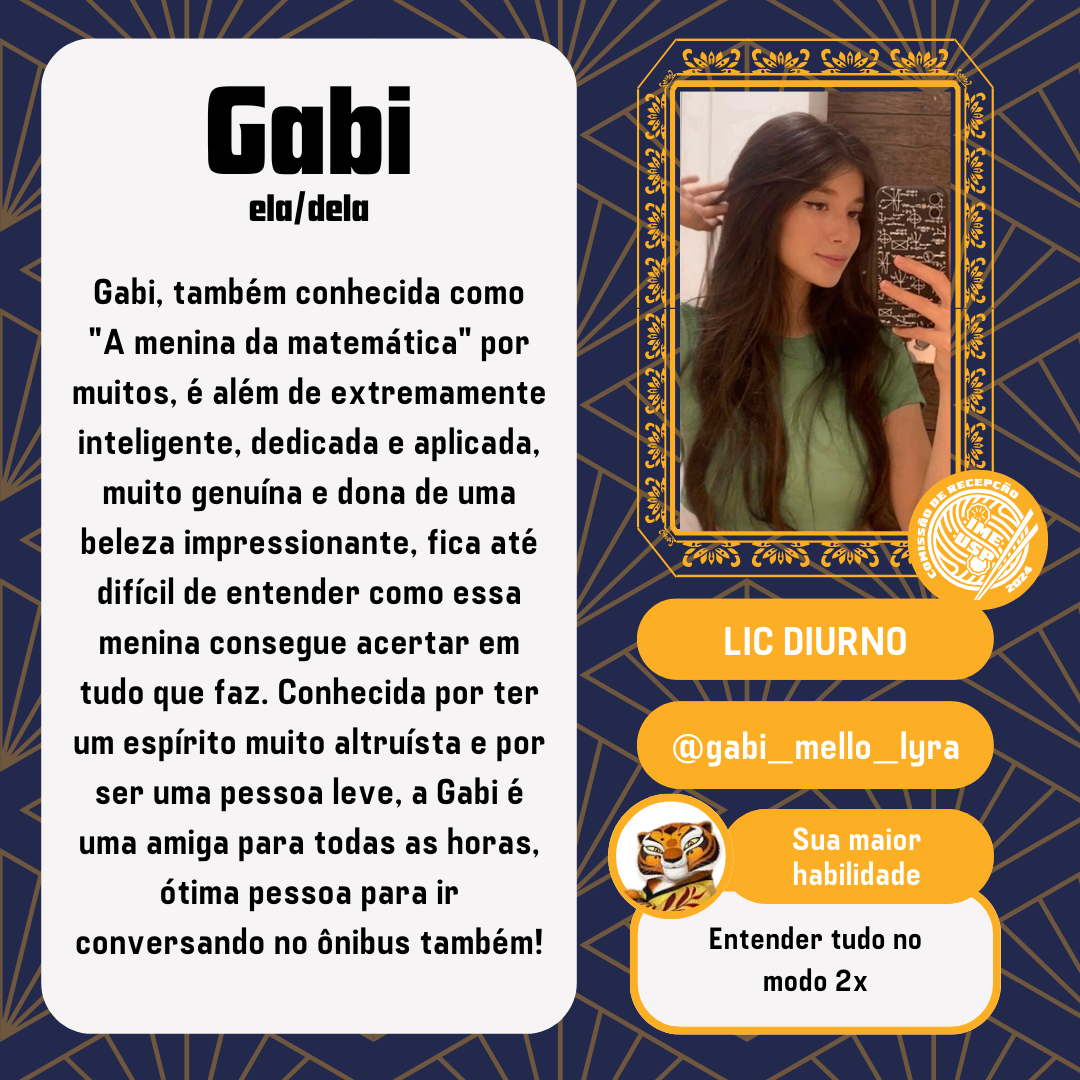 Gabi
ela/dela
Gabi, também conhecida como
"A menina da matemática" por
muitos, é além de extremamente
inteligente, dedicada e aplicada,
muito genuína e dona de uma
beleza impressionante, fica até
difícil de entender como essa
menina consegue acertar em
tudo que faz. Conhecida por ter
um espírito muito altruísta e por
ser uma pessoa leve, a Gabi é
uma amiga para todas as horas,
ótima pessoa para ir
conversando no ônibus também!
COMISSÃO DE RECEPÇÃO
IME
USP
2024
LIC DIURNO
@gabi_mello_lyra
Sua maior
habilidade
Entender tudo no
modo 2x